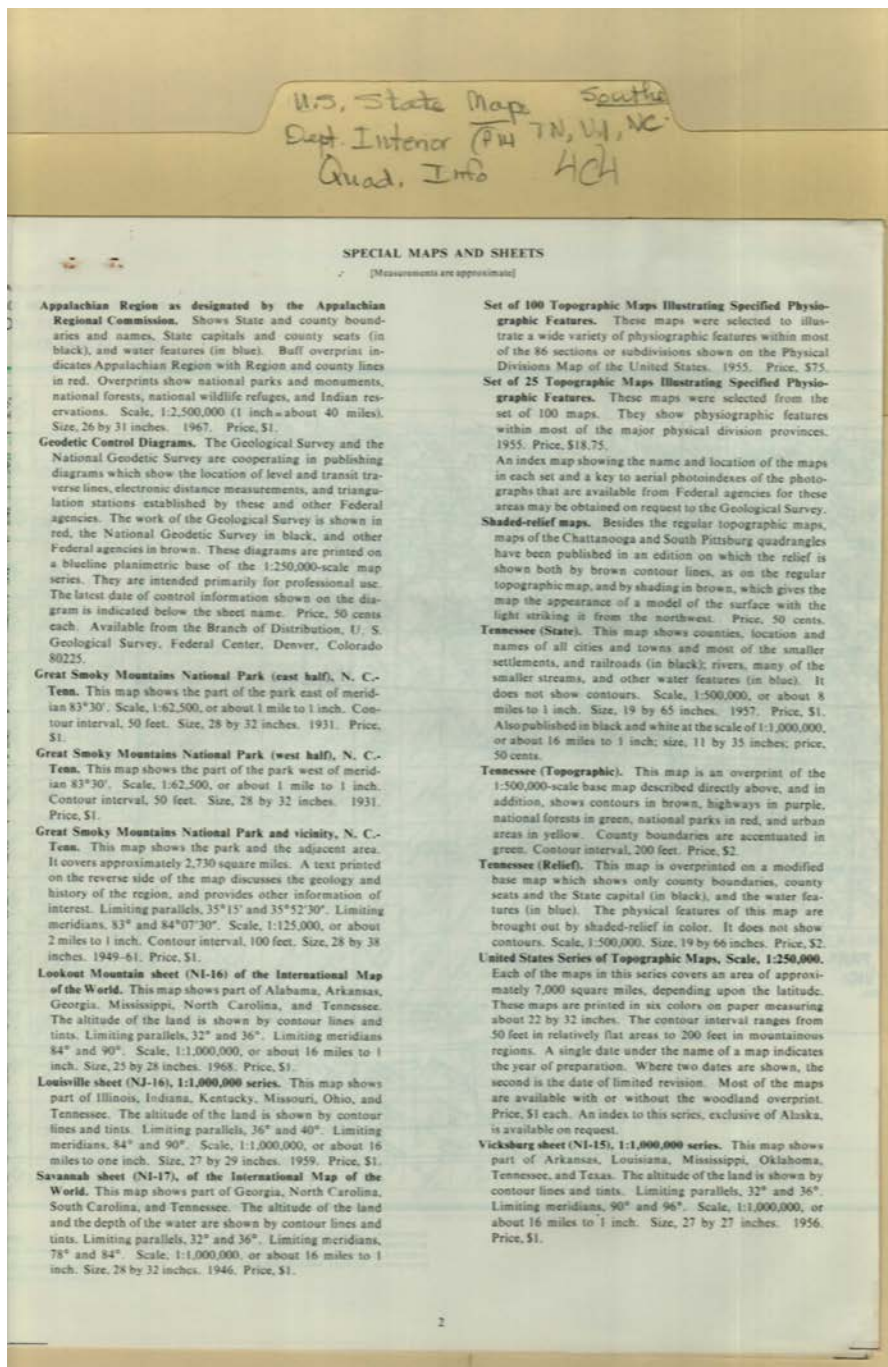 U.S. State Map Southe
Dept. Interior TN, VA, NC
Quad. Info 4cH
SPECIAL MAPS AND SHEETS
[Measurements are approximate]
Appalachian Region as designated by the Appalachian
Regional Commission. Shows State and county bound-
aries and names, State capitals and county seats (in
black), and water features (in blue). Buff overprint in-
dicates Appalachian Region with Region and county lines
in red. Overprints show national parks and monuments,
national forests, national wildlife refuges, and Indian res-
ervations. Scale, 1:2,500,000 (1 inch=about 40 miles).
Size, 26 by 31 inches. 1967. Price, $1.
Geodetic Control Diagrams. The Geological Survey and the
National Geodetic Survey are cooperating in publishing
diagrams which show the location of level and transit tra-
verse lines, electronic distance measurements, and triangu-
lation stations established by these and other Federal
agencies. The work of the Geological Survey is shown in
red, the National Geodetic Survey in black, and other
Federal agencies in brown. These diagrams are printed on
a blueline planimetric base of the 1:250,000-scale map
series. They are intended primarily for professional use.
The latest date of control information shown on the dia-
gram is indicated below the sheet name. Price, 50 cents
each. Available from the Branch of Distribution, U. S.
Geological Survey, Federal Center, Denver, Colorado
80225.
Great Smoky Mountains National Park (east half), N. C.-
Tenn. This map shows the part of the park east of merid-
ian 83°30'. Scale, 1:62,500, or about 1 mile to 1 inch. Con-
tour interval, 50 feet. Size, 28 by 32 inches. 1931. Price,
$1.
Great Smoky Mountains National Park (west half), N. C.-
Tenn. This map shows the part of the park west of merid-
ian 83°30'. Scale, 1:62,500, or about 1 mile to 1 inch.
Contour interval, 50 feet. Size, 28 by 32 inches. 1931.
Price, $1.
Great Smoky Mountains National Park and vicinity, N. C.-
Tenn. This map shows the park and the adjacent area.
It covers approximately 2,730 square miles. A text printed
on the reverse side of the map discusses the geology and
history of the region, and provides other information of
interest. Limiting parallels, 35°15' and 35°52'30". Limiting
meridians, 83° and 84°07'30". Scale, 1:125,000, or about
2 miles to 1 inch. Contour interval, 100 feet. Size, 28 by 38
inches. 1949-61. Price, $1.
Lookout Mountain sheet (NI-16) of the International Map
of the World. This map shows part of Alabama, Arkansas,
Georgia, Mississippi, North Carolina, and Tennessee.
The altitude of the land is shown by contour lines and
tints. Limiting parallels, 32° and 36°. Limiting meridians
84° and 90°. Scale, 1:1,000,000, or about 16 miles to 1
inch. Size, 25 by 28 inches. 1968. Price, $1.
Louisville sheet (NJ-16), 1:1,000,000 series. This map shows
part of Illinois, Indiana, Kentucky, Missouri, Ohio, and
Tennessee. The altitude of the land is shown by contour
lines and tints. Limiting parallels, 36° and 40°. Limiting
meridians, 84° and 90°. Scale, 1:1,000,000, or about 16
miles to one inch. Size, 27 by 29 inches. 1959. Price, $1.
Savannah sheet (NI-17), of the International Map of the
World. This map shows part of Georgia, North Carolina,
South Carolina, and Tennessee. The altitude of the land
and the depth of the water are shown by contour lines and
tints. Limiting parallels, 32° and 36°. Limiting meridians,
78° and 84°. Scale, 1:1,000,000, or about 16 miles to 1
inch. Size, 28 by 32 inches. 1946. Price, $1.
Set of 100 Topographic Maps Illustrating Specified Physio-
graphic Features. These maps were selected to illus-
trate a wide variety of physiographic features within most
of the 86 sections or subdivisions shown on the Physical
Divisions Map of the United States. 1955. Price, $75.
Set of 25 Topographic Maps Illustrating Specified Physio-
graphic Features. These maps were selected from the
set of 100 maps. They show physiographic features
within most of the major physical division provinces.
1955. Price, $18.75.
An index map showing the name and location of the maps
in each set and a key to aerial photoindexes of the photo-
graphs that are available from Federal agencies for these
areas may be obtained on request to the Geological Survey.
Shaded-relief maps. Besides the regular topographic maps,
maps of the Chattanooga and South Pittsburg quadrangles
have been published in an edition on which the relief is
shown both by brown contour lines, as on the regular
topographic map, and by shading in brown, which gives the
map the appearance of a model of the surface with the
light striking it from the northwest. Price, 50 cents.
Tennessee (State). This map shows counties, location and
names of all cities and towns and most of the smaller
settlements, and railroads (in black); rivers, many of the
smaller streams, and other water features (in blue). It
does not show contours. Scale, 1:500,000, or about 8
miles to 1 inch. Size, 19 by 65 inches. 1957. Price, $1.
Also published in black and white at the scale of 1:1,000,000,
or about 16 miles to 1 inch; size, 11 by 35 inches; price,
50 cents.
Tennessee (Topographic). This map is an overprint of the
1:500,000-scale base map described directly above, and in
addition, shows contours in brown, highways in purple,
national forests in green, national parks in red, and urban
areas in yellow. County boundaries are accentuated in
green. Contour interval, 200 feet. Price, $2.
Tennessee (Relief). This map is overprinted on a modified
base map which shows only county boundaries, county
seats and the State capital (in black), and the water fea-
tures (in blue). The physical features of this map are
brought out by shaded-relief in color. It does not show
contours. Scale, 1:500,000. Size, 19 by 66 inches. Price, $2.
United States Series of Topographic Maps, Scale, 1:250,000.
Each of the maps in this series covers an area of approxi-
mately 7,000 square miles, depending upon the latitude.
These maps are printed in six colors on paper measuring
about 22 by 32 inches. The contour interval ranges from
50 feet in relatively flat areas to 200 feet in mountainous
regions. A single date under the name of a map indicates
the year of preparation. Where two dates are shown, the
second is the date of limited revision. Most of the maps
are available with or without the woodland overprint.
Price, $1 each. An index to this series, exclusive of Alaska,
is available on request.
Vicksburg sheet (NI-15), 1:1,000,000 series. This map shows
part of Arkansas, Louisiana, Mississippi, Oklahoma,
Tennessee, and Texas. The altitude of the land is shown by
contour lines and tints. Limiting parallels, 32° and 36°.
Limiting meridians, 90° and 96°. Scale, 1:1,000,000, or
about 16 miles to 1 inch. Size, 27 by 27 inches. 1956.
Price, $1.
2